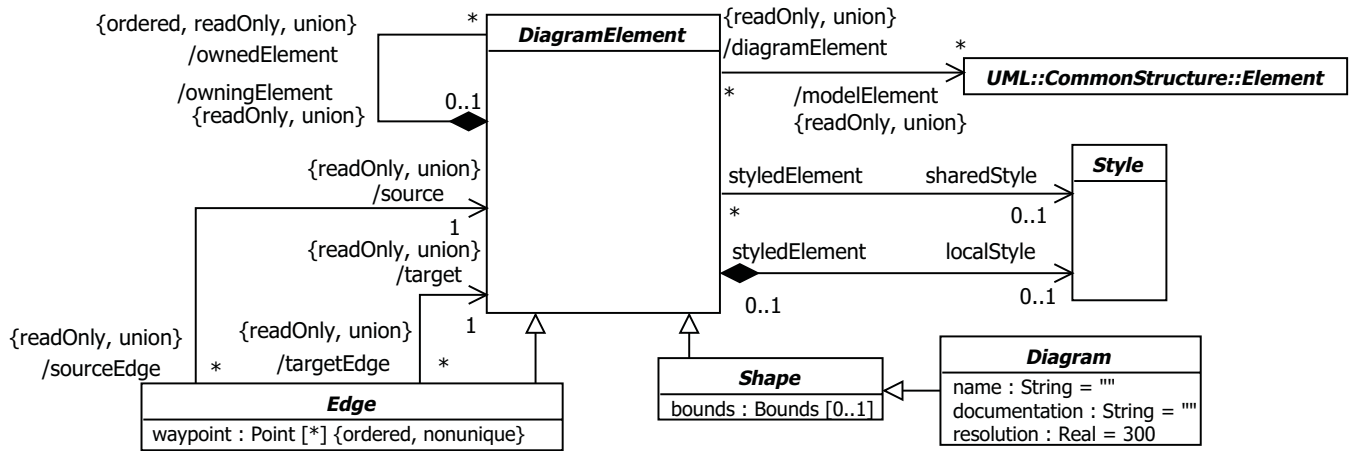 {ordered, readOnly, union}
*
/ownedElement
/owningElement
0..1
{readOnly, union}
DiagramElement
{readOnly, union}
/diagramElement
*
*
/modelElement
{readOnly, union}
UML::CommonStructure::Element
{readOnly, union}
/source
1
{readOnly, union}
/target
1
styledElement
sharedStyle
*
0..1
styledElement
localStyle
0..1
0..1
Style
{readOnly, union}
/sourceEdge
*
{readOnly, union}
/targetEdge
*
Edge
waypoint : Point [*] {ordered, nonunique}
Shape
bounds : Bounds [0..1]
Diagram
name : String = ""
documentation : String = ""
resolution : Real = 300